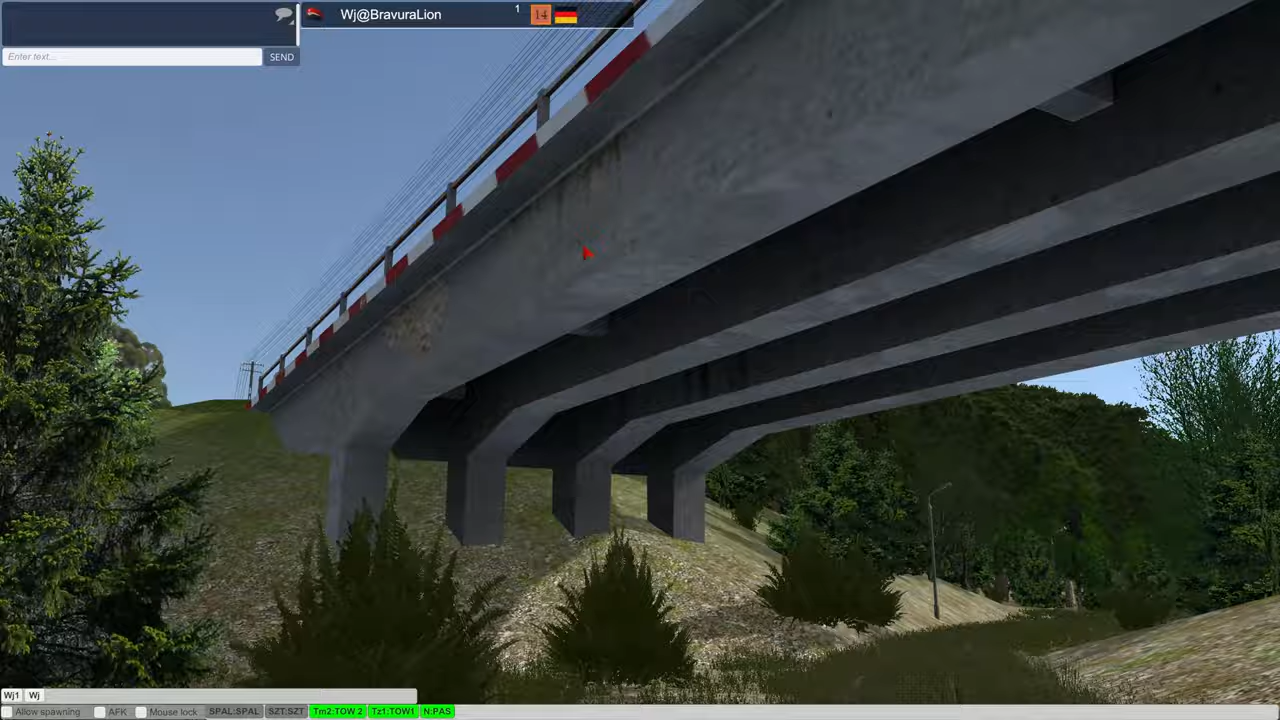 Wj@BravuraLion 1 14
Enter text... SEND
Wj1 Wj
Allow spawning AFK Mouse lock SPAL:SPAL SZT:SZT Tm2:TOW 2 Tz1:TOW1 N:PAS